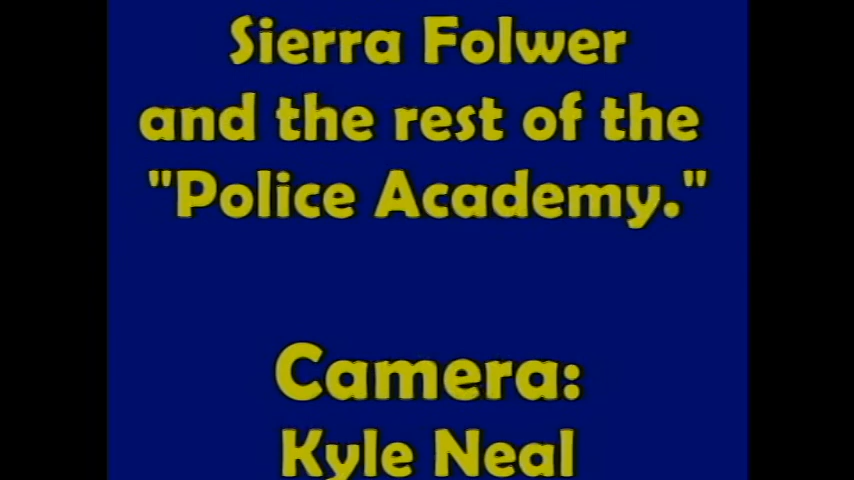 Sierra Folwer
and the rest of the
"Police Academy."
Camera:
Kyle Neal